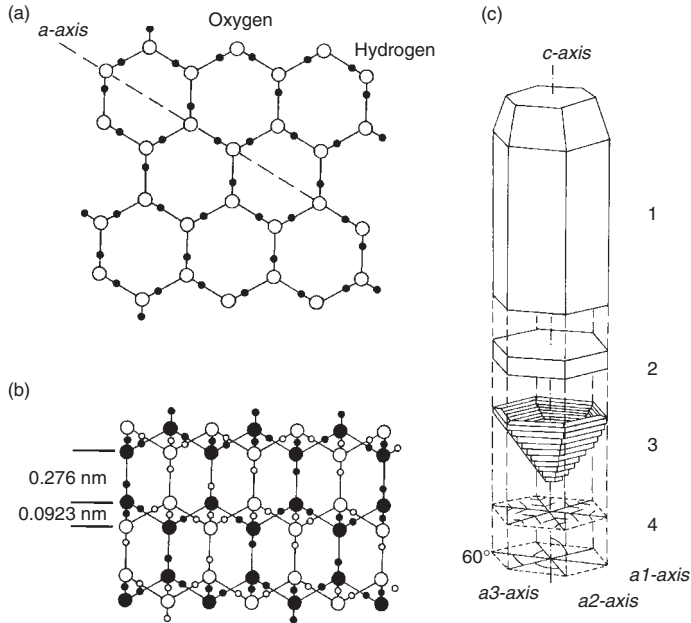 (a)
Oxygen
a-axis
Hydrogen
(b)
0.276 nm
0.0923 nm
(c)
c-axis
1
2
3
4
60°
a1-axis
a3-axis
a2-axis